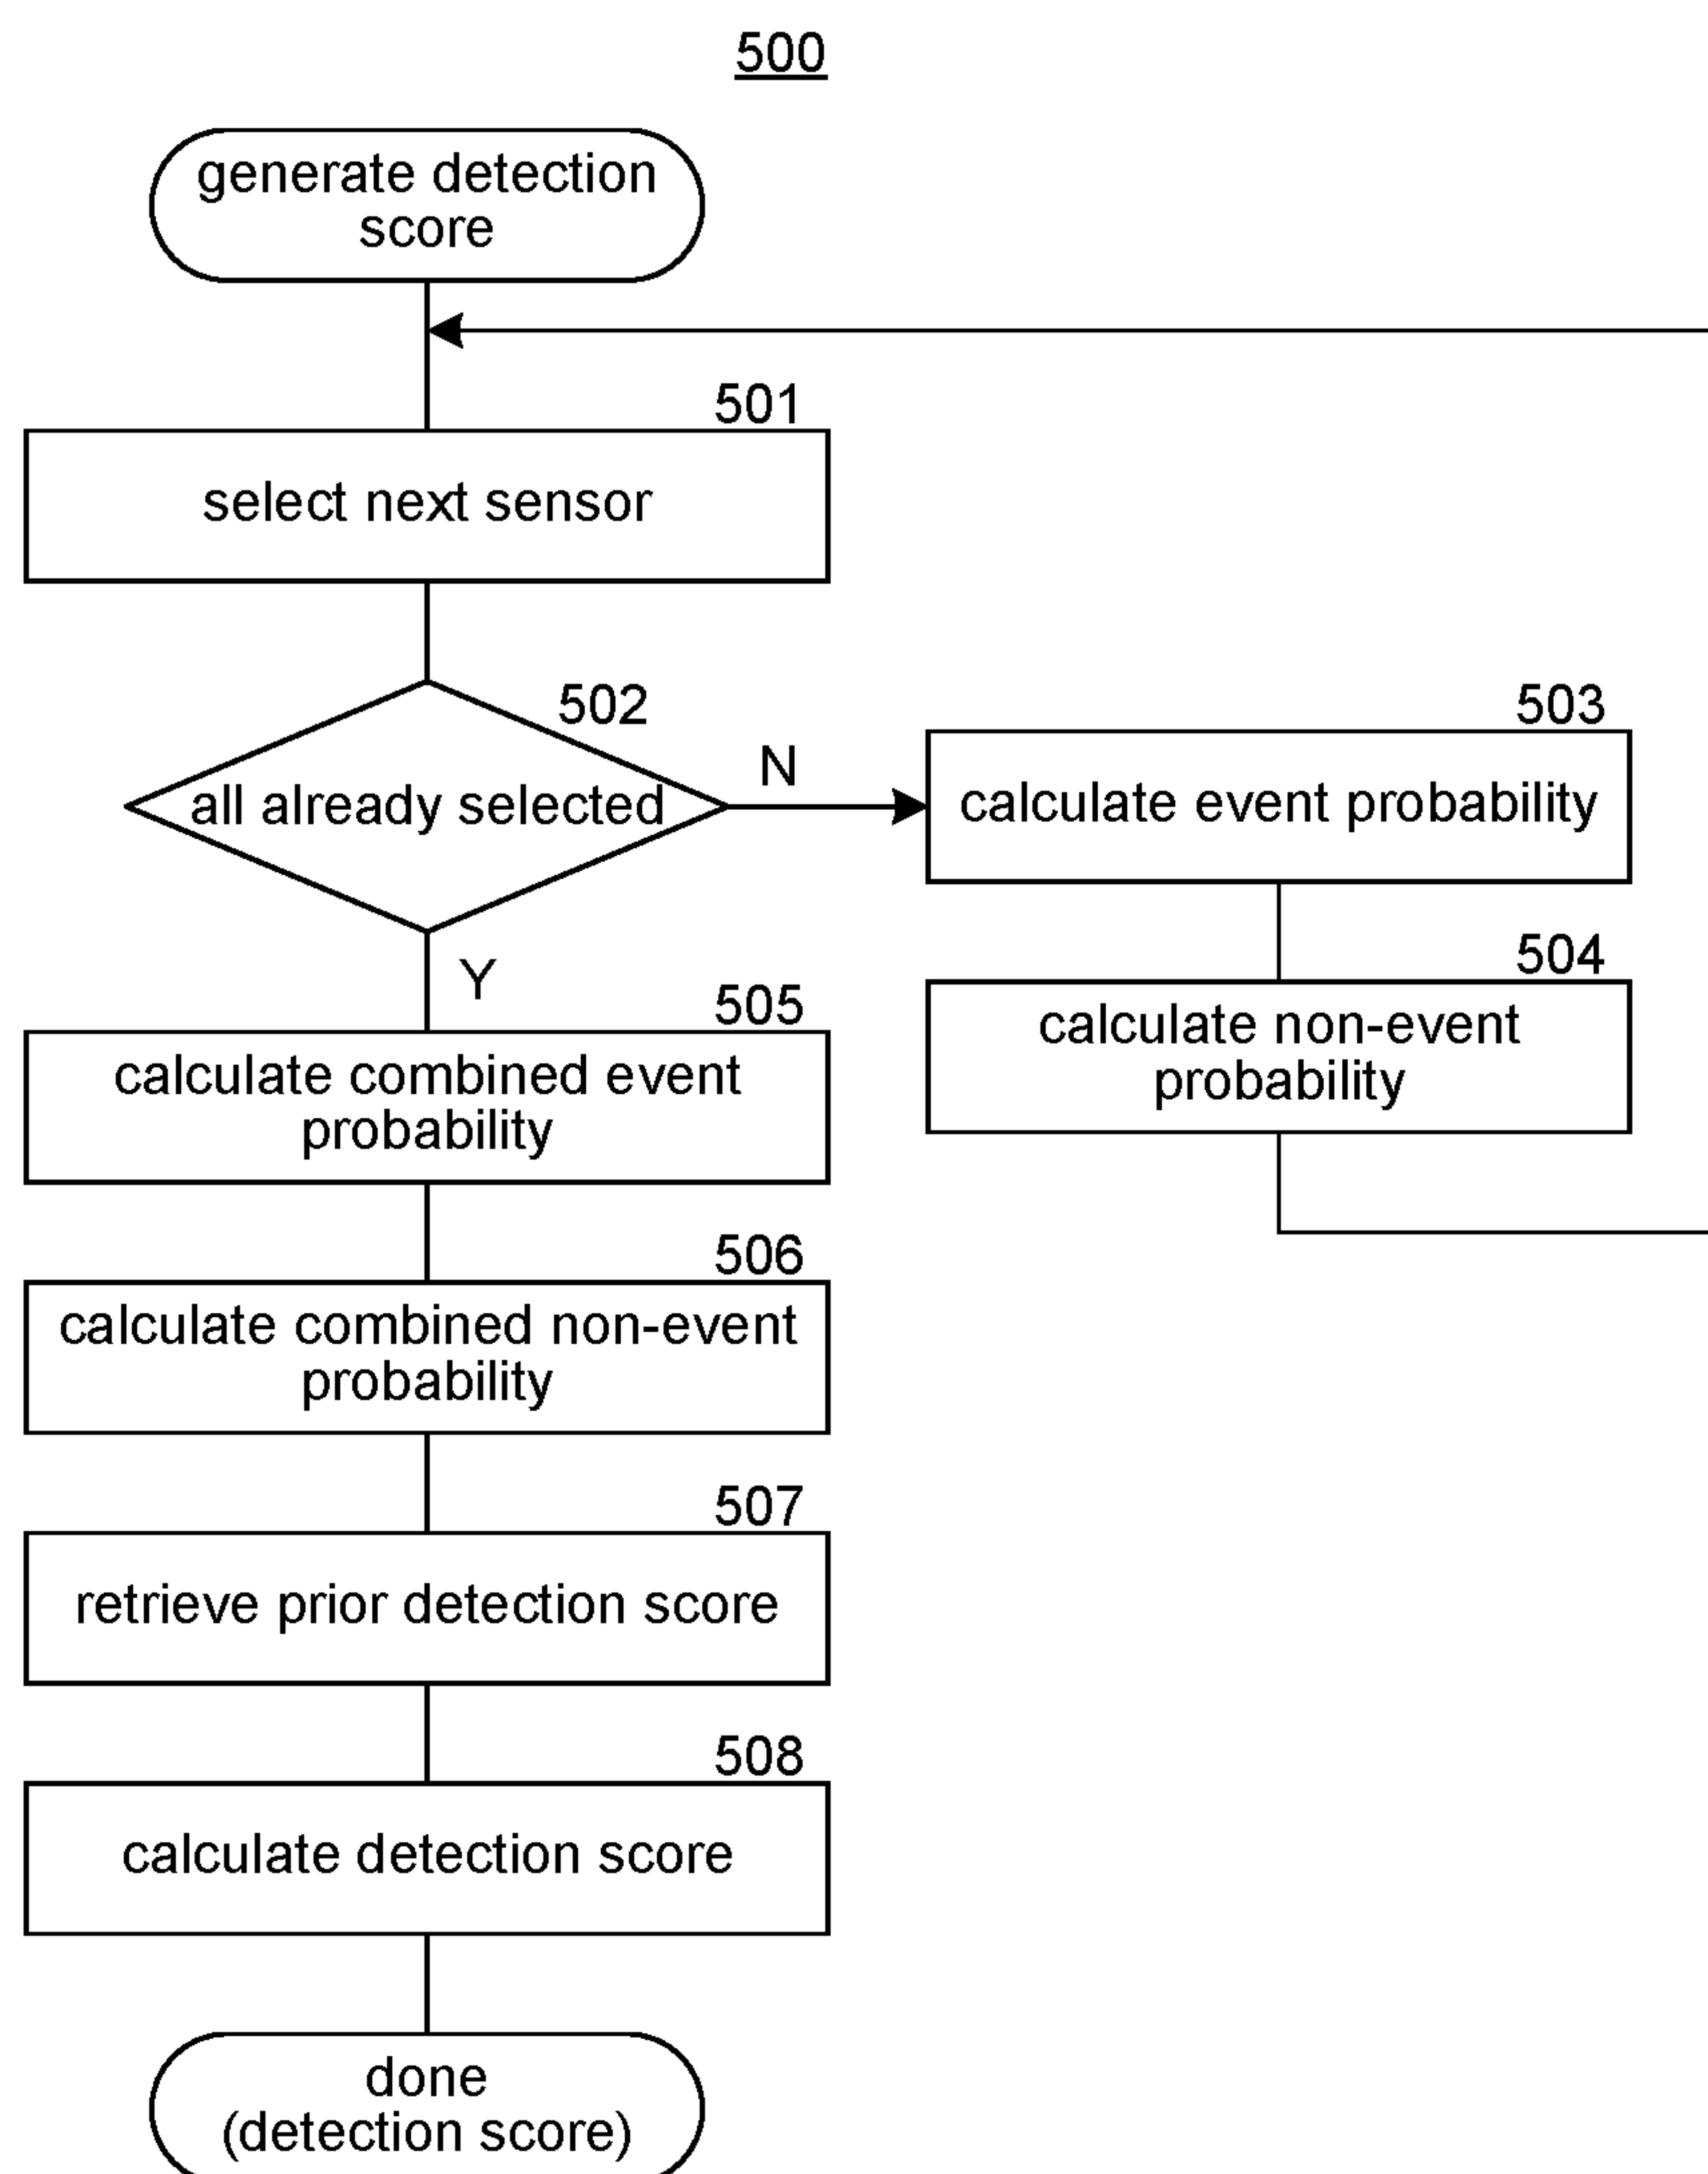 500
generate detection
score
501
select next sensor
502
all already selected
N
503
calculate event probability
504
calculate non-event
probability
Y
505
calculate combined event
probability
506
calculate combined non-event
probability
507
retrieve prior detection score
508
calculate detection score
done
(detection score)